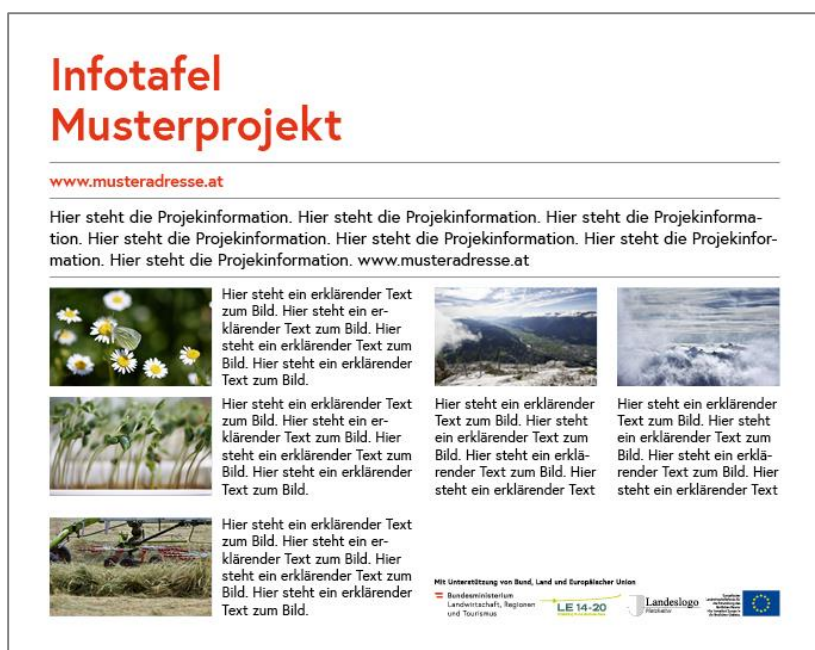 Infotafel
Musterprojekt
www.musteradresse.at
Hier steht die Projekinformation. Hier steht die Projekinformation. Hier steht die Projekinforma-
tion. Hier steht die Projekinformation. Hier steht die Projekinformation. Hier steht die Projekinfor-
mation. Hier steht die Projekinformation. www.musteradresse.at
Hier steht ein erklärender Text
zum Bild. Hier steht ein er-
klärender Text zum Bild. Hier
steht ein erklärender Text zum
Bild. Hier steht ein erklärender
Text zum Bild.
Hier steht ein erklärender Text
zum Bild. Hier steht ein er-
klärender Text zum Bild. Hier
steht ein erklärender Text zum
Bild. Hier steht ein erklärender
Text zum Bild.
Hier steht ein erklärender Text
zum Bild. Hier steht ein er-
klärender Text zum Bild. Hier
steht ein erklärender Text zum
Bild. Hier steht ein erklärender
Text zum Bild.
Hier steht ein erklärender
Text zum Bild. Hier steht
ein erklärender Text zum
Bild. Hier steht ein erklä-
render Text zum Bild. Hier
steht ein erklärender Text
Hier steht ein erklärender
Text zum Bild. Hier steht
ein erklärender Text zum
Bild. Hier steht ein erklä-
render Text zum Bild. Hier
steht ein erklärender Text
Mit Unterstützung von Bund, Land und Europäischer Union
Bundesministerium
Landwirtschaft, Regionen
und Tourismus
LE 14-20
Landeslogo
Platzhalter